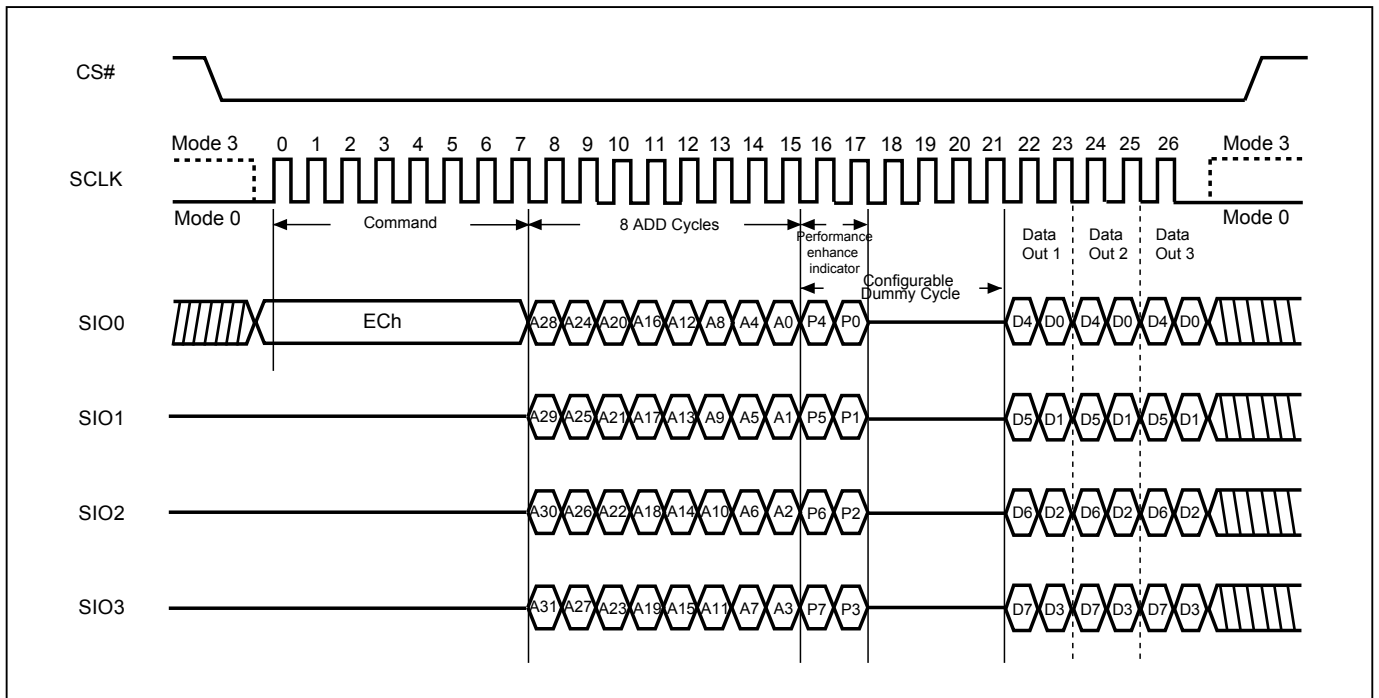 CS#
Mode 3 0 1 2 3 4 5 6 7 8 9 10 11 12 13 14 15 16 17 18 19 20 21 22 23 24 25 26 Mode 3
SCLK
Mode 0 Command 8 ADD Cycles Mode 0
Performance
enhance
indicator
Data
Out 1
Data
Out 2
Data
Out 3
Configurable
Dummy Cycle
SIO0 ECh A28 A24 A20 A16 A12 A8 A4 A0 P4 P0 D4 D0 D4 D0 D4 D0
SIO1 A29 A25 A21 A17 A13 A9 A5 A1 P5 P1 D5 D1 D5 D1 D5 D1
SIO2 A30 A26 A22 A18 A14 A10 A6 A2 P6 P2 D6 D2 D6 D2 D6 D2
SIO3 A31 A27 A23 A19 A15 A11 A7 A3 P7 P3 D7 D3 D7 D3 D7 D3